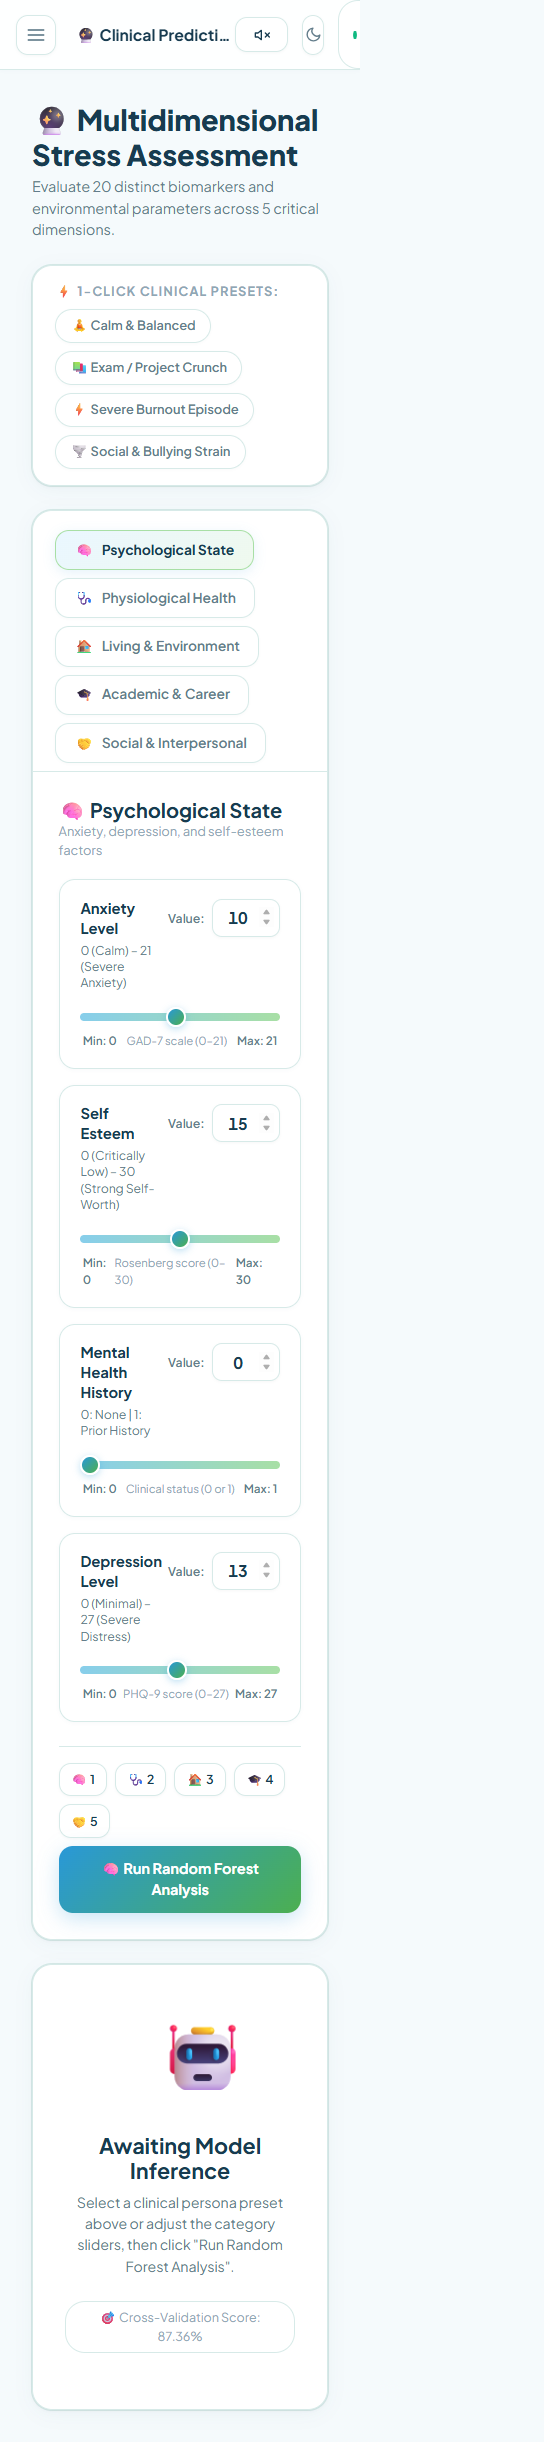 Clinical Predicti...
Multidimensional
Stress Assessment
Evaluate 20 distinct biomarkers and
environmental parameters across 5 critical
dimensions.
1-CLICK CLINICAL PRESETS:
Calm & Balanced
Exam / Project Crunch
Severe Burnout Episode
Social & Bullying Strain
Psychological State
Physiological Health
Living & Environment
Academic & Career
Social & Interpersonal
Psychological State
Anxiety, depression, and self-esteem
factors
Anxiety
Level
Value: 10
0 (Calm) – 21
(Severe
Anxiety)
Min: 0 GAD-7 scale (0–21) Max: 21
Self
Esteem
Value: 15
0 (Critically
Low) – 30
(Strong Self-
Worth)
Min: 0 Rosenberg score (0–30) Max: 30
Mental
Health
History
Value: 0
0: None | 1:
Prior History
Min: 0 Clinical status (0 or 1) Max: 1
Depression
Level
Value: 13
0 (Minimal) –
27 (Severe
Distress)
Min: 0 PHQ-9 score (0–27) Max: 27
1 2 3 4
5
Run Random Forest
Analysis
Awaiting Model
Inference
Select a clinical persona preset
above or adjust the category
sliders, then click "Run Random
Forest Analysis".
Cross-Validation Score:
87.36%